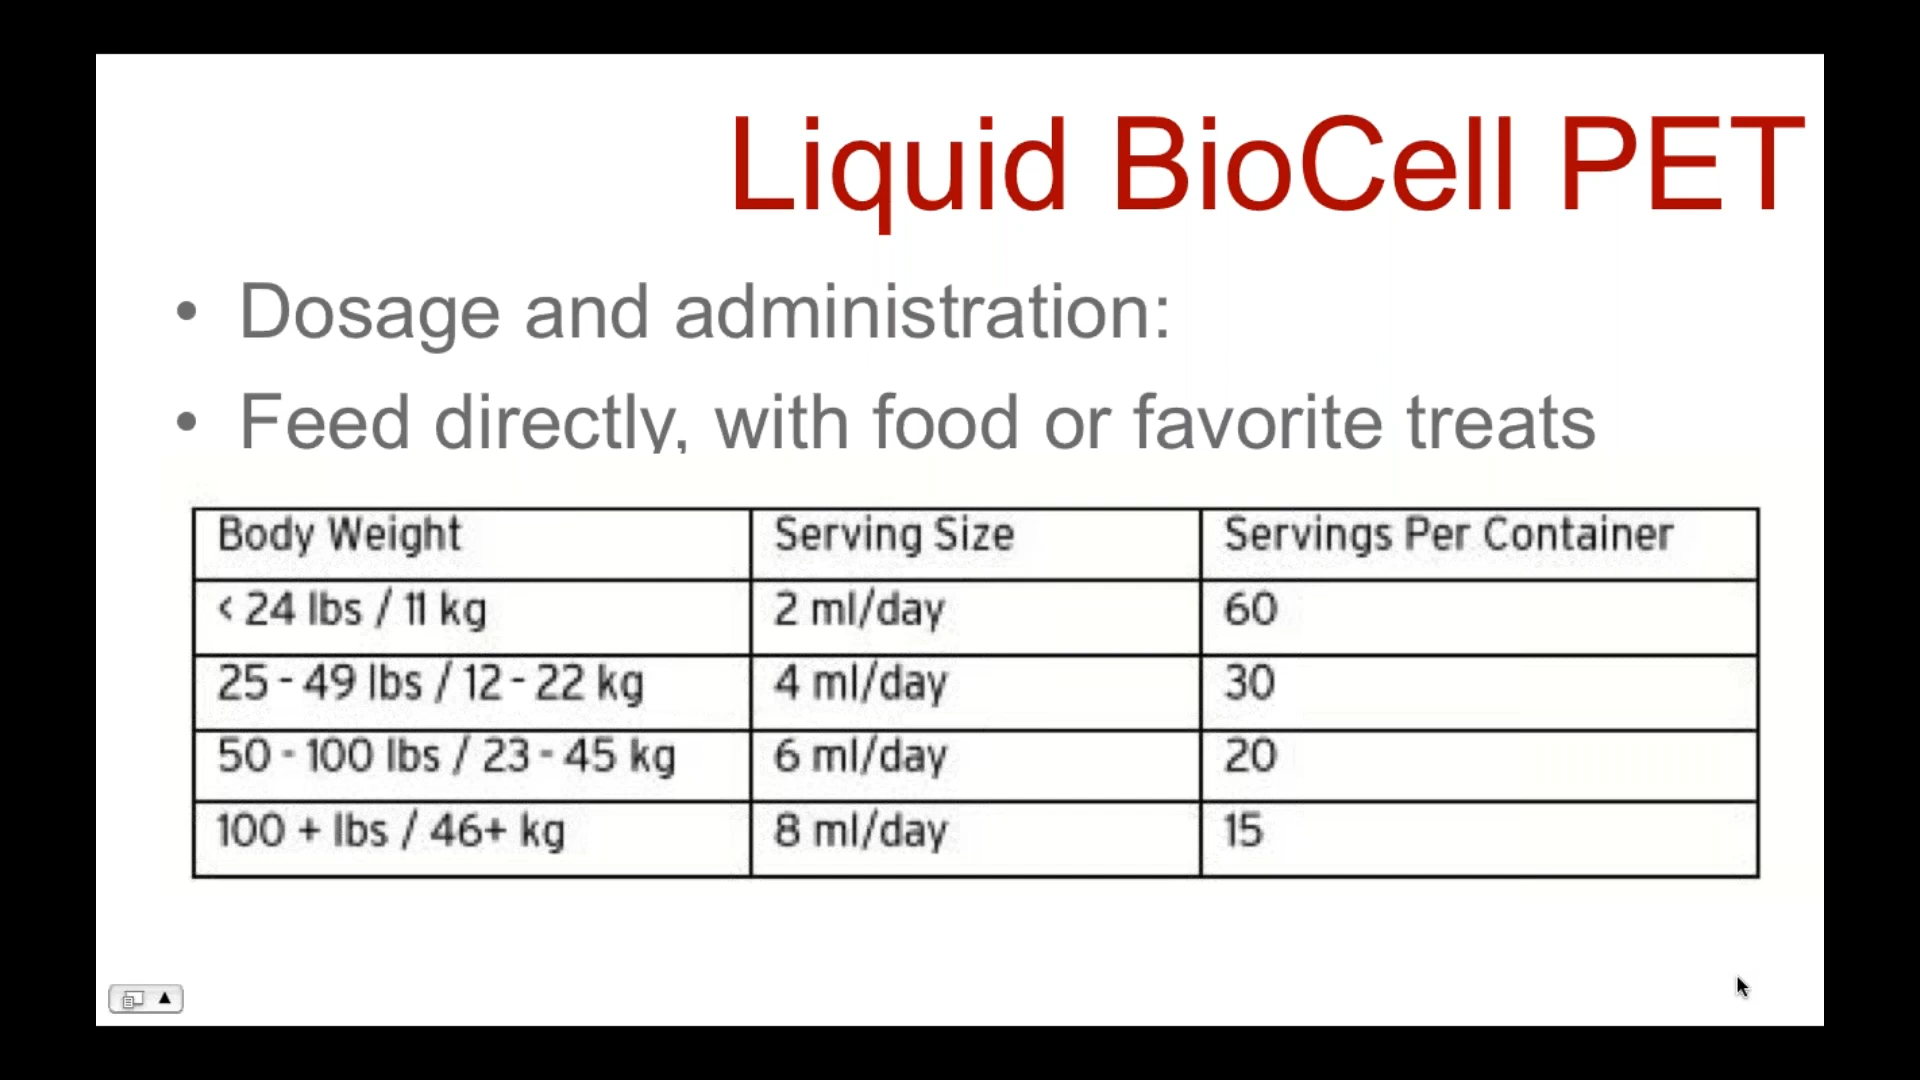 Liquid BioCell PET
• Dosage and administration:
• Feed directly, with food or favorite treats
Body Weight Serving Size Servings Per Container
< 24 lbs / 11 kg 2 ml/day 60
25 - 49 lbs / 12 - 22 kg 4 ml/day 30
50 - 100 lbs / 23 - 45 kg 6 ml/day 20
100 + lbs / 46+ kg 8 ml/day 15